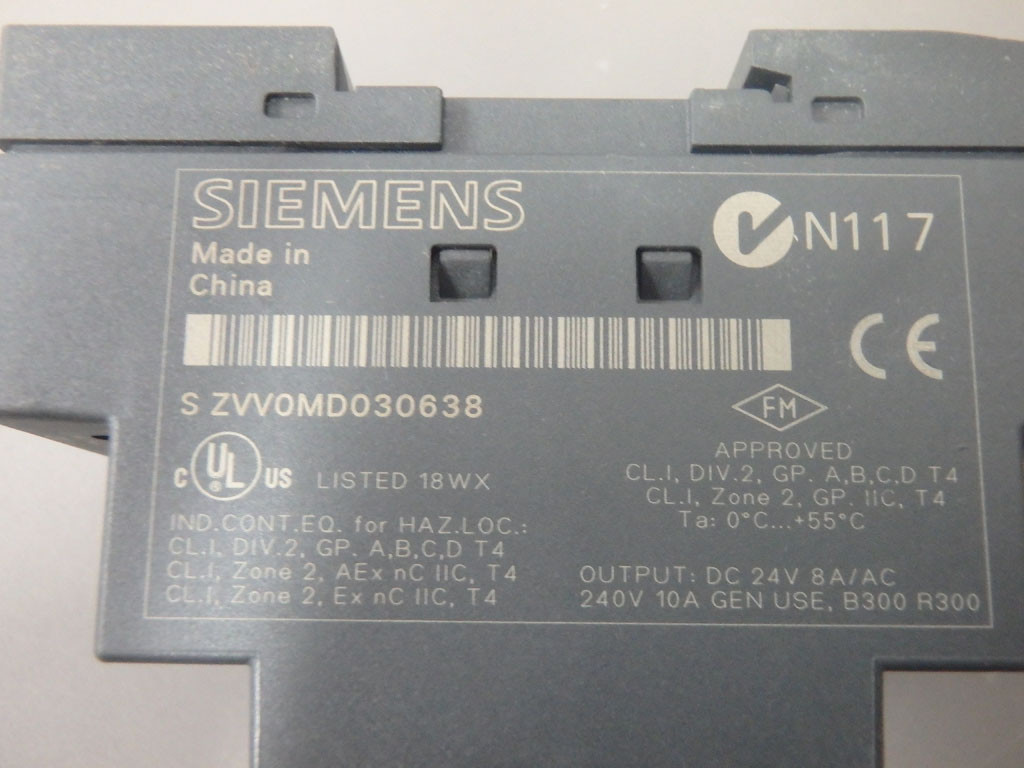 SIEMENS
N117
Made in
China
S ZVV0MD030638
FM
APPROVED
CL.I, DIV.2, GP. A,B,C,D T4
CL.I, Zone 2, GP. IIC, T4
Ta: 0°C...+55°C
C UL US LISTED 18WX
IND.CONT.EQ. for HAZ.LOC.:
CL.I, DIV.2, GP. A,B,C,D T4
CL.I, Zone 2, AEx nC IIC, T4
CL.I, Zone 2, Ex nC IIC, T4
OUTPUT: DC 24V 8A/AC
240V 10A GEN USE, B300 R300
CE